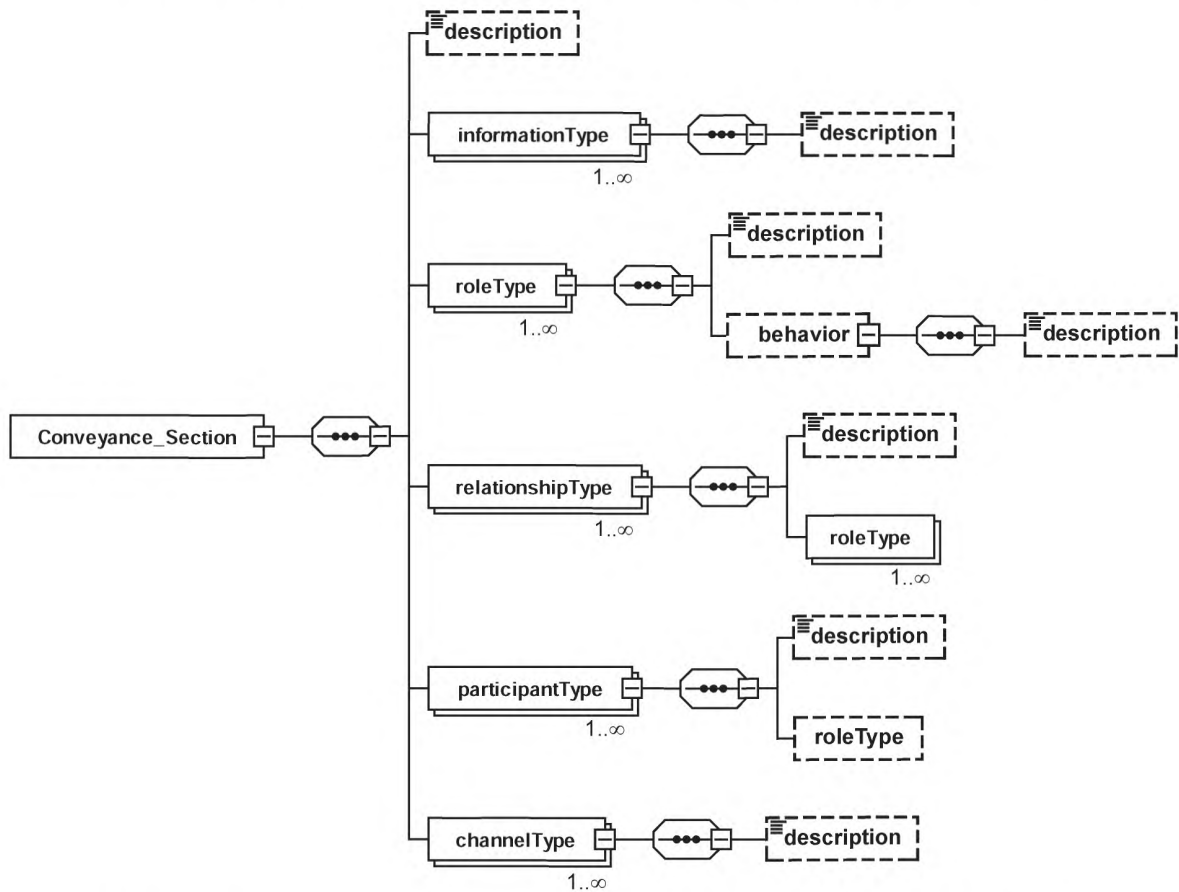 description
informationType
1..∞
description
roleType
1..∞
description
behavior
description
Conveyance_Section
relationshipType
1..∞
description
roleType
1..∞
participantType
1..∞
description
roleType
channelType
1..∞
description